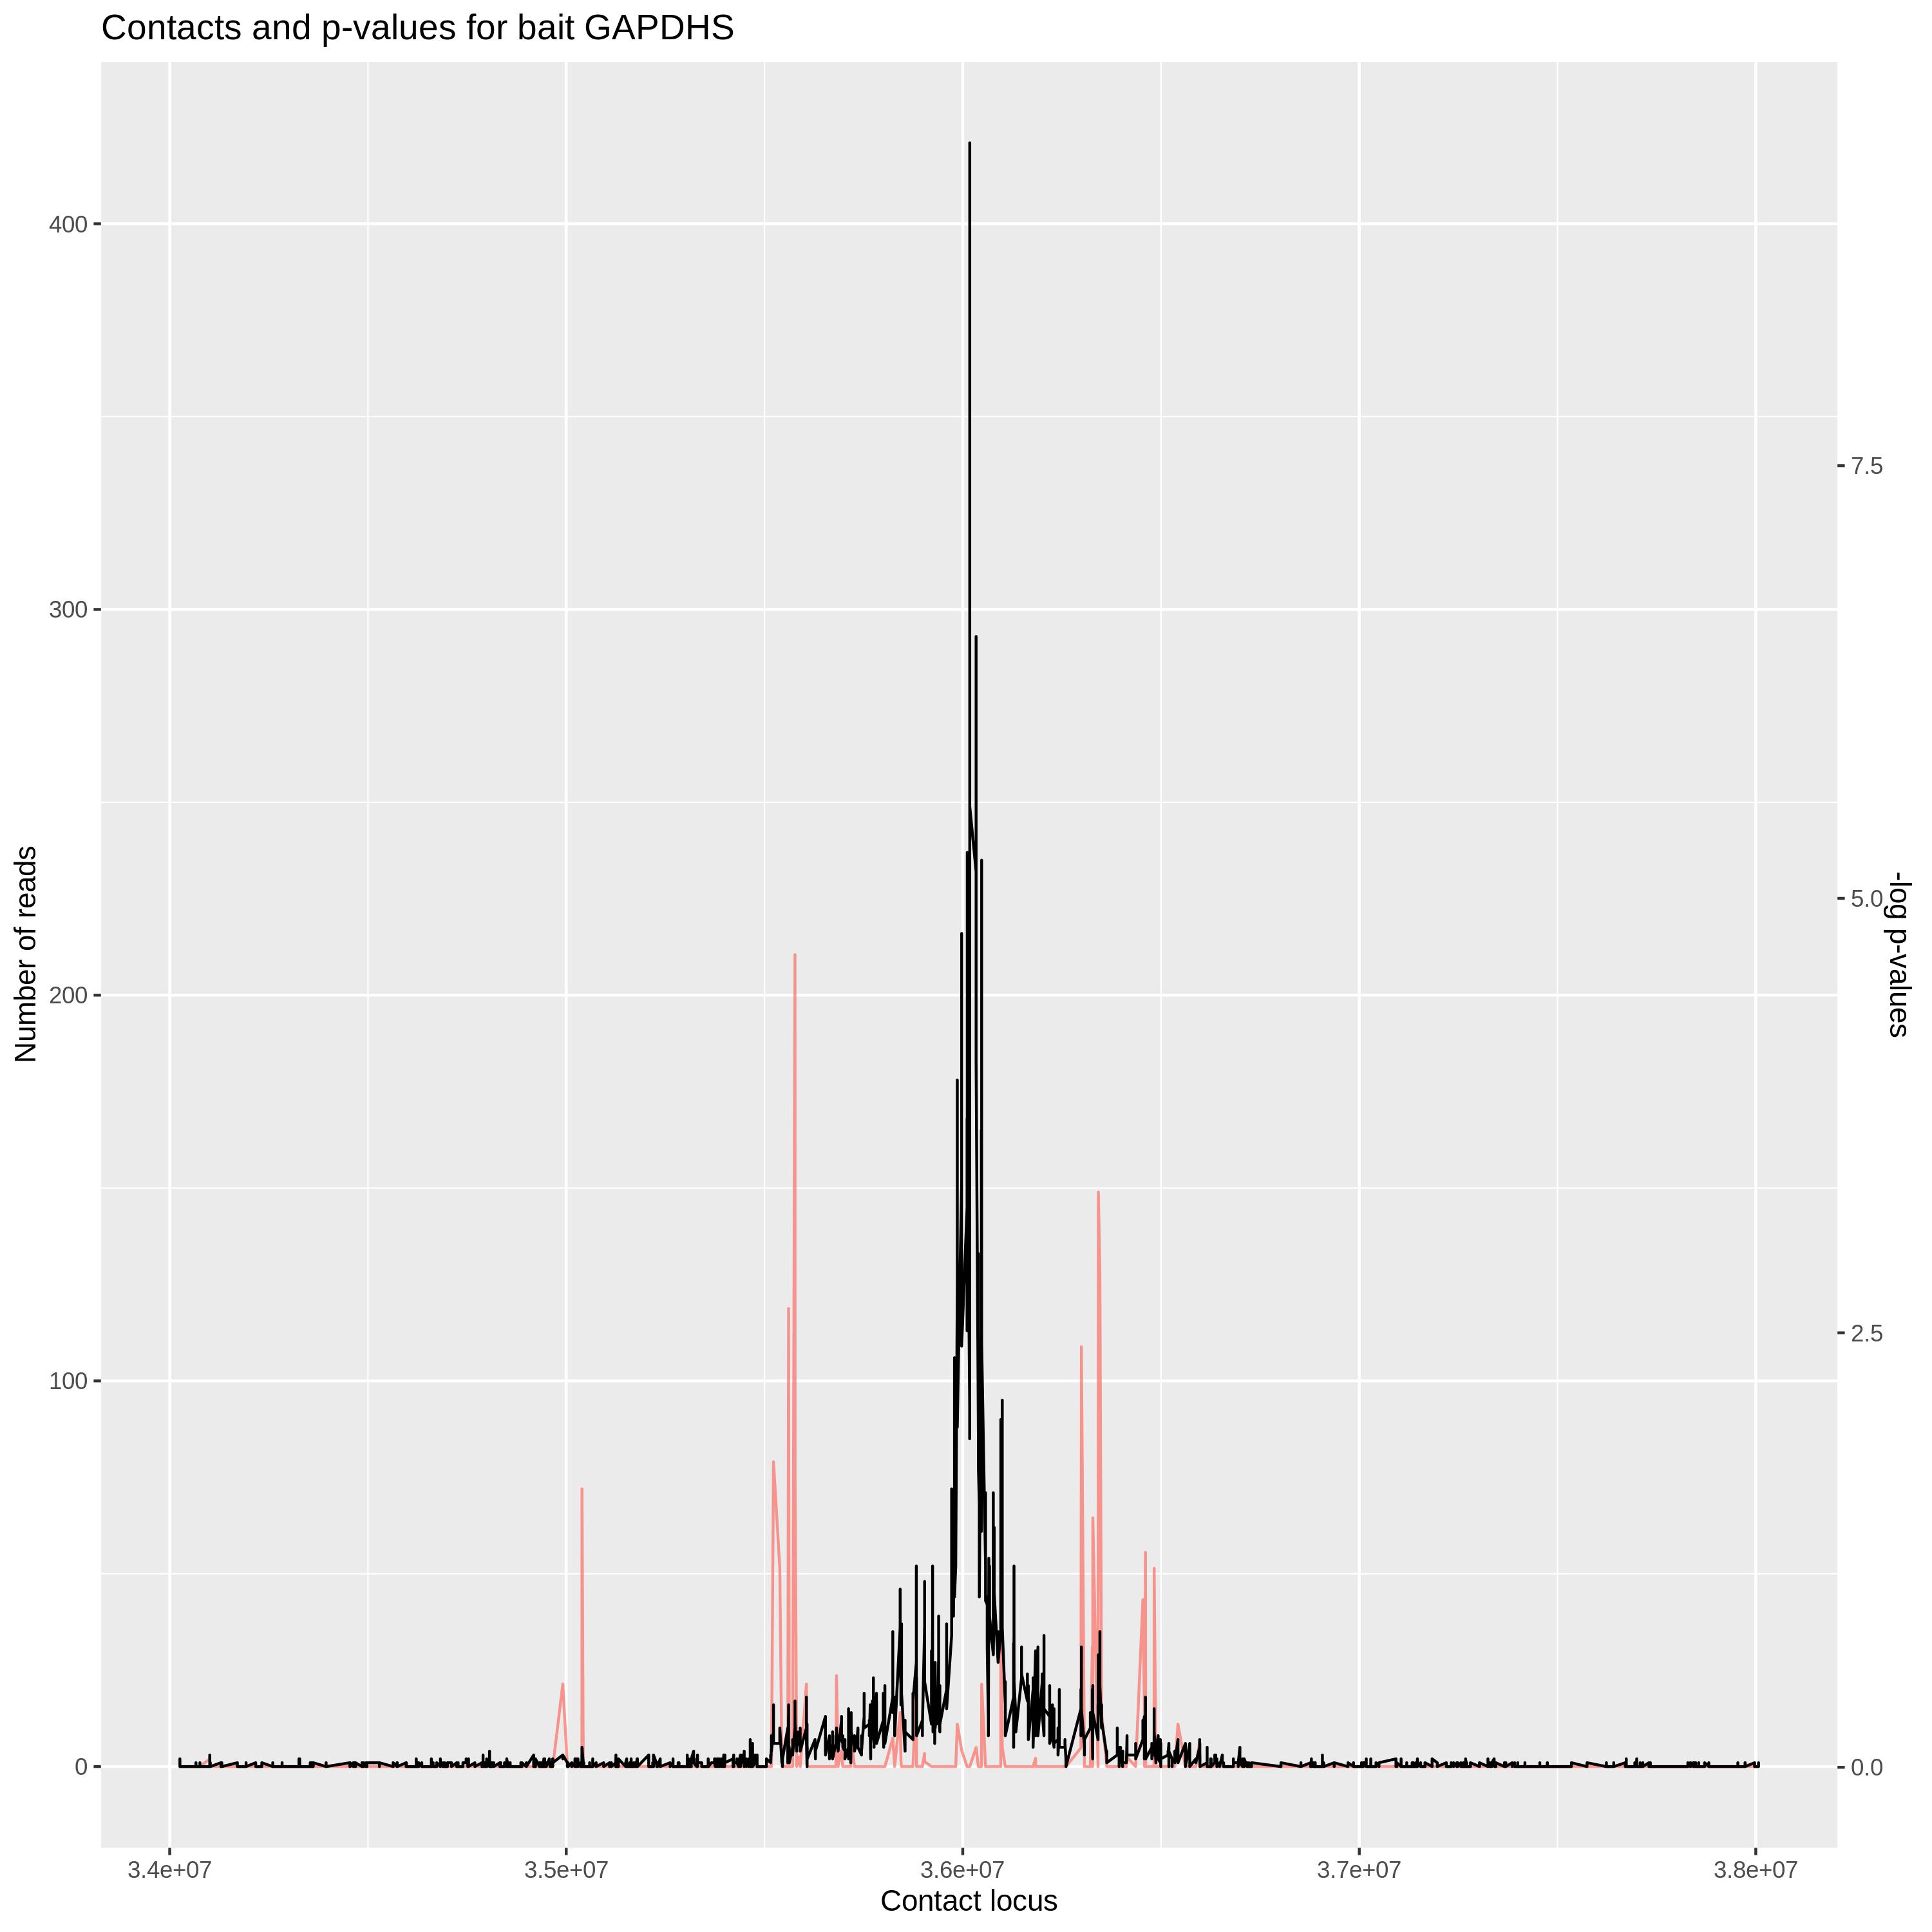 Contacts and p-values for bait GAPDHS
400
300
200
100
0
Number of reads
7.5
5.0
2.5
0.0
-log p-values
3.4e+07
3.5e+07
3.6e+07
3.7e+07
3.8e+07
Contact locus